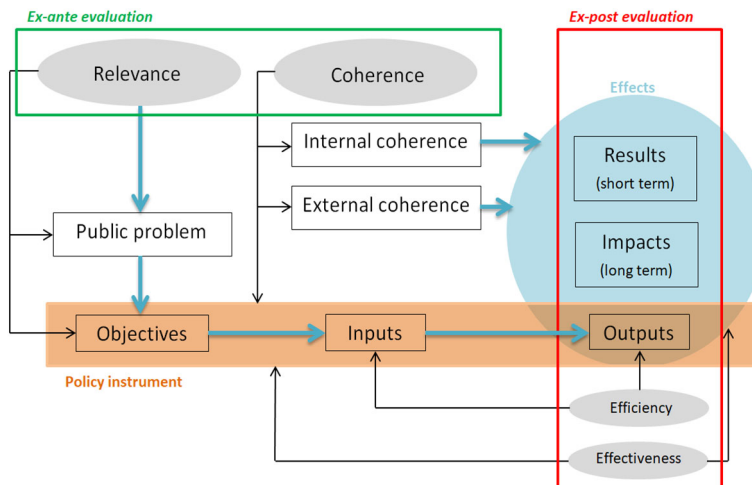 Ex-ante evaluation
Ex-post evaluation
Relevance
Coherence
Effects
Internal coherence
Results
(short term)
External coherence
Public problem
Impacts
(long term)
Objectives
Inputs
Outputs
Policy instrument
Efficiency
Effectiveness